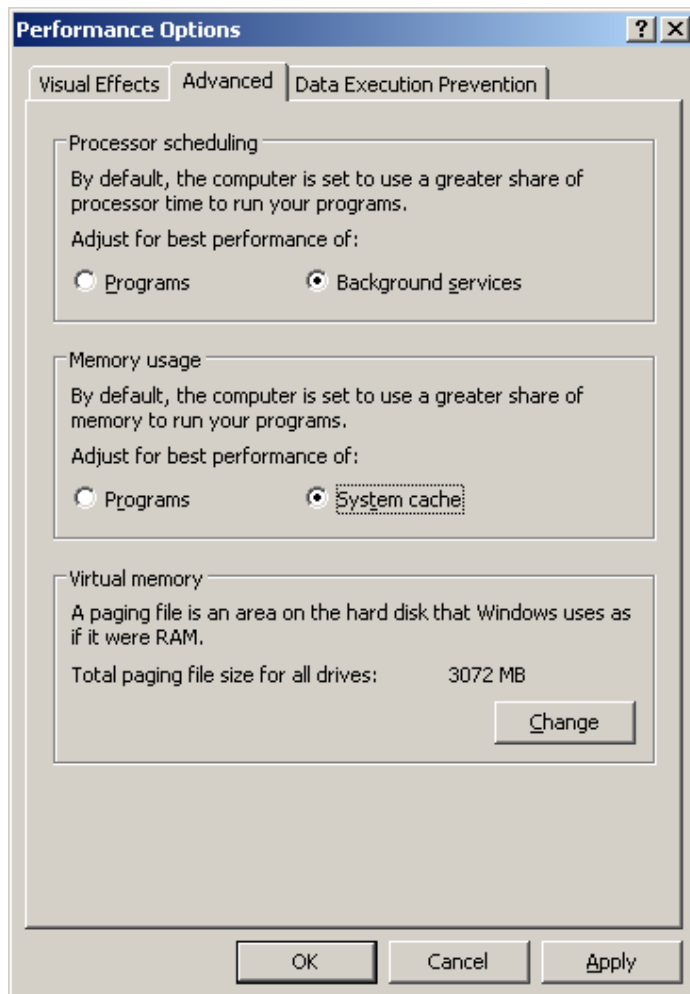 Performance Options
Visual Effects Advanced Data Execution Prevention
Processor scheduling
By default, the computer is set to use a greater share of
processor time to run your programs.
Adjust for best performance of:
Programs Background services
Memory usage
By default, the computer is set to use a greater share of
memory to run your programs.
Adjust for best performance of:
Programs System cache
Virtual memory
A paging file is an area on the hard disk that Windows uses as
if it were RAM.
Total paging file size for all drives: 3072 MB
Change
OK Cancel Apply